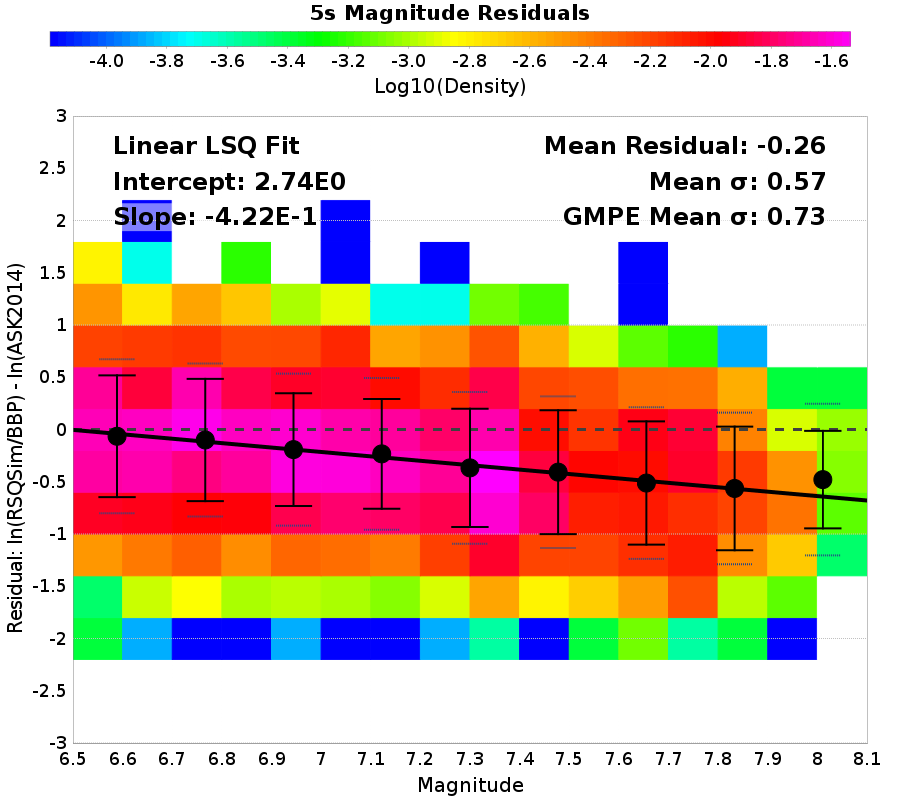 5s Magnitude Residuals
-4.0 -3.8 -3.6 -3.4 -3.2 -3.0 -2.8 -2.6 -2.4 -2.2 -2.0 -1.8 -1.6
Log10(Density)
Linear LSQ Fit
Intercept: 2.74E0
Slope: -4.22E-1
Mean Residual: -0.26
Mean σ: 0.57
GMPE Mean σ: 0.73
Residual: ln(RSQSim/BBP) - ln(ASK2014)
3
2.5
2
1.5
1
0.5
0
-0.5
-1
-1.5
-2
-2.5
-3
6.5 6.6 6.7 6.8 6.9 7 7.1 7.2 7.3 7.4 7.5 7.6 7.7 7.8 7.9 8 8.1
Magnitude